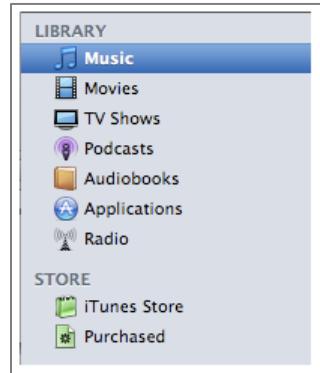 LIBRARY
Music
Movies
TV Shows
Podcasts
Audiobooks
Applications
Radio
STORE
iTunes Store
Purchased